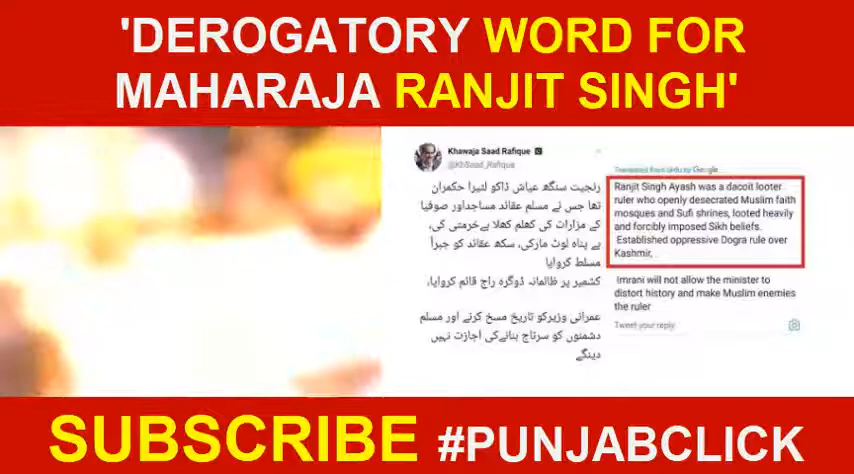 'DEROGATORY WORD FOR
MAHARAJA RANJIT SINGH'
Khawaja Saad Rafique
@KhSaad_Rafique
رنجیت سنگھ عیاش ڈاکو لٹیرا حکمران
تھا جس نے مسلم عقائد مساجداور صوفیا
کے مزارات کی کھلم کھلا بےحرمتی کی،
بے پناہ لوٹ مارکی، سکھ عقائد کو جبراً
مسلط کروایا
کشمیر پر ظالمانہ ڈوگرہ راج قائم کروایا،
عمرانی وزیرکو تاریخ مسخ کرنے اور مسلم
دشمنوں کو سرتاج بنانےکی اجازت نہیں
دینگے
Translated from Urdu by Google
Ranjit Singh Ayash was a dacoit looter
ruler who openly desecrated Muslim faith
mosques and Sufi shrines, looted heavily
and forcibly imposed Sikh beliefs.
Established oppressive Dogra rule over
Kashmir,
Imrani will not allow the minister to
distort history and make Muslim enemies
the ruler
Tweet your reply
SUBSCRIBE #PUNJABCLICK